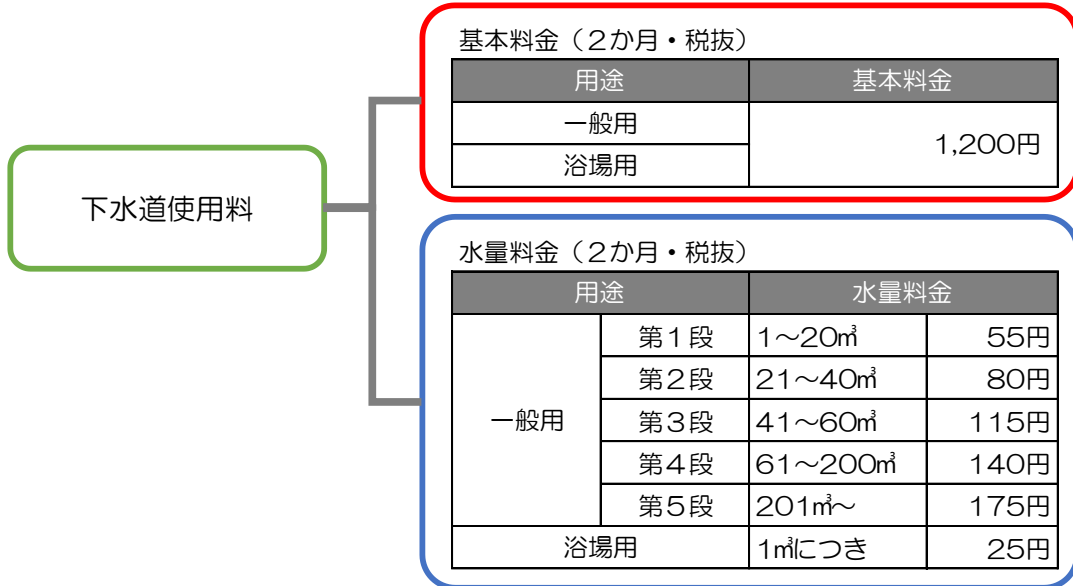 下水道使用料
基本料金（2か月・税抜）
用途 基本料金
一般用 1,200円
浴場用
水量料金（2か月・税抜）
用途 水量料金
一般用 第1段 1～20㎥ 55円
第2段 21～40㎥ 80円
第3段 41～60㎥ 115円
第4段 61～200㎥ 140円
第5段 201㎥～ 175円
浴場用 1㎥につき 25円